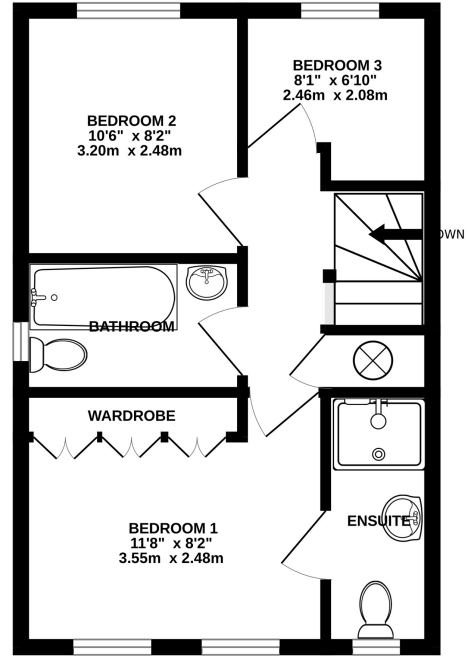 BEDROOM 3
8'1" x 6'10"
2.46m x 2.08m
BEDROOM 2
10'6" x 8'2"
3.20m x 2.48m
OWN
BATHROOM
WARDROBE
BEDROOM 1
11'8" x 8'2"
3.55m x 2.48m
ENSUITE